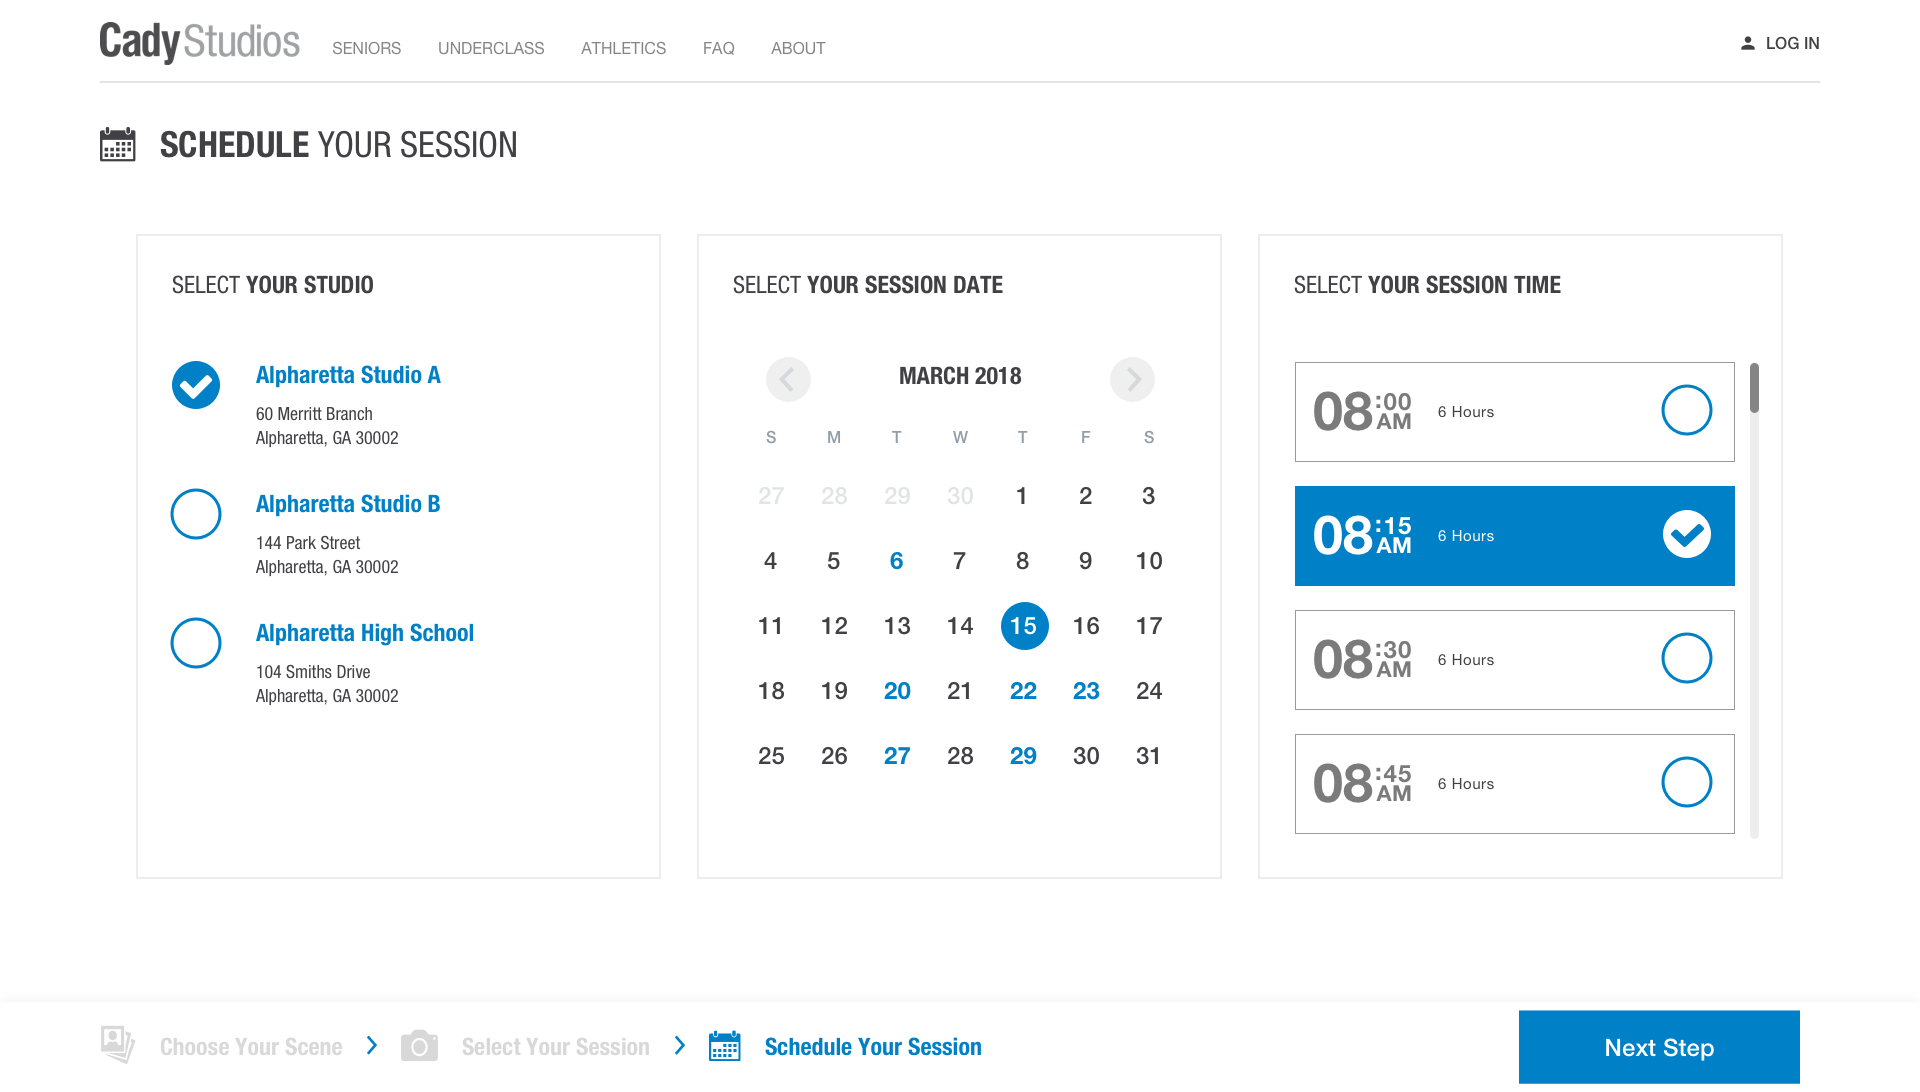 CadyStudios SENIORS UNDERCLASS ATHLETICS FAQ ABOUT LOG IN
SCHEDULE YOUR SESSION
SELECT YOUR STUDIO
Alpharetta Studio A
60 Merritt Branch
Alpharetta, GA 30002
Alpharetta Studio B
144 Park Street
Alpharetta, GA 30002
Alpharetta High School
104 Smiths Drive
Alpharetta, GA 30002
SELECT YOUR SESSION DATE
MARCH 2018
S M T W T F S
27 28 29 30 1 2 3
4 5 6 7 8 9 10
11 12 13 14 15 16 17
18 19 20 21 22 23 24
25 26 27 28 29 30 31
SELECT YOUR SESSION TIME
08:00 AM 6 Hours
08:15 AM 6 Hours
08:30 AM 6 Hours
08:45 AM 6 Hours
Choose Your Scene Select Your Session Schedule Your Session Next Step